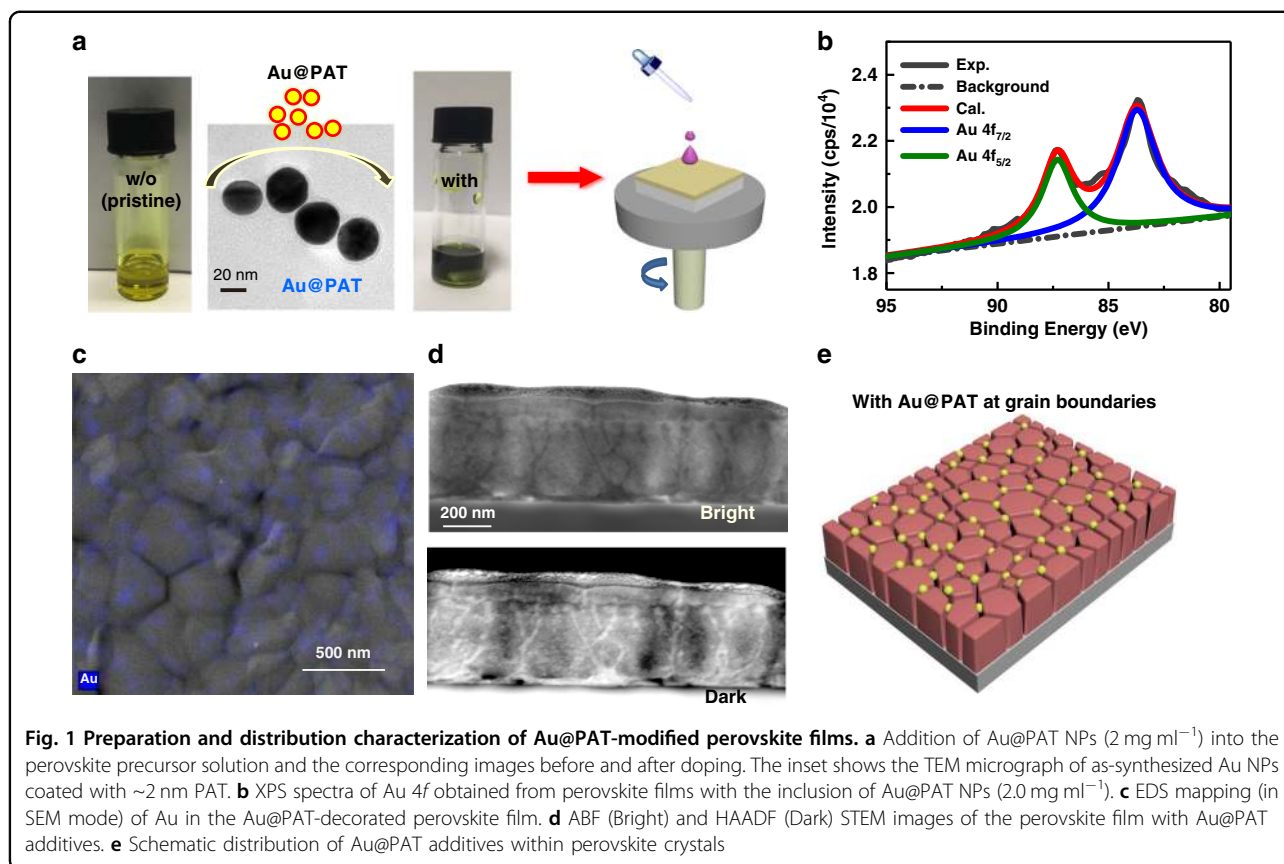 a
Au@PAT
w/o
(pristine)
with
20 nm
Au@PAT
b
2.4
2.2
2.0
1.8
Intensity (cps/10⁴)
Exp.
Background
Cal.
Au 4f₇/₂
Au 4f₅/₂
95
90
85
80
Binding Energy (eV)
c
500 nm
Au
d
200 nm
Bright
Dark
e
With Au@PAT at grain boundaries
Fig. 1 Preparation and distribution characterization of Au@PAT-modified perovskite films. a Addition of Au@PAT NPs (2 mg ml⁻¹) into the
perovskite precursor solution and the corresponding images before and after doping. The inset shows the TEM micrograph of as-synthesized Au NPs
coated with ~2 nm PAT. b XPS spectra of Au 4f obtained from perovskite films with the inclusion of Au@PAT NPs (2.0 mg ml⁻¹). c EDS mapping (in
SEM mode) of Au in the Au@PAT-decorated perovskite film. d ABF (Bright) and HAADF (Dark) STEM images of the perovskite film with Au@PAT
additives. e Schematic distribution of Au@PAT additives within perovskite crystals